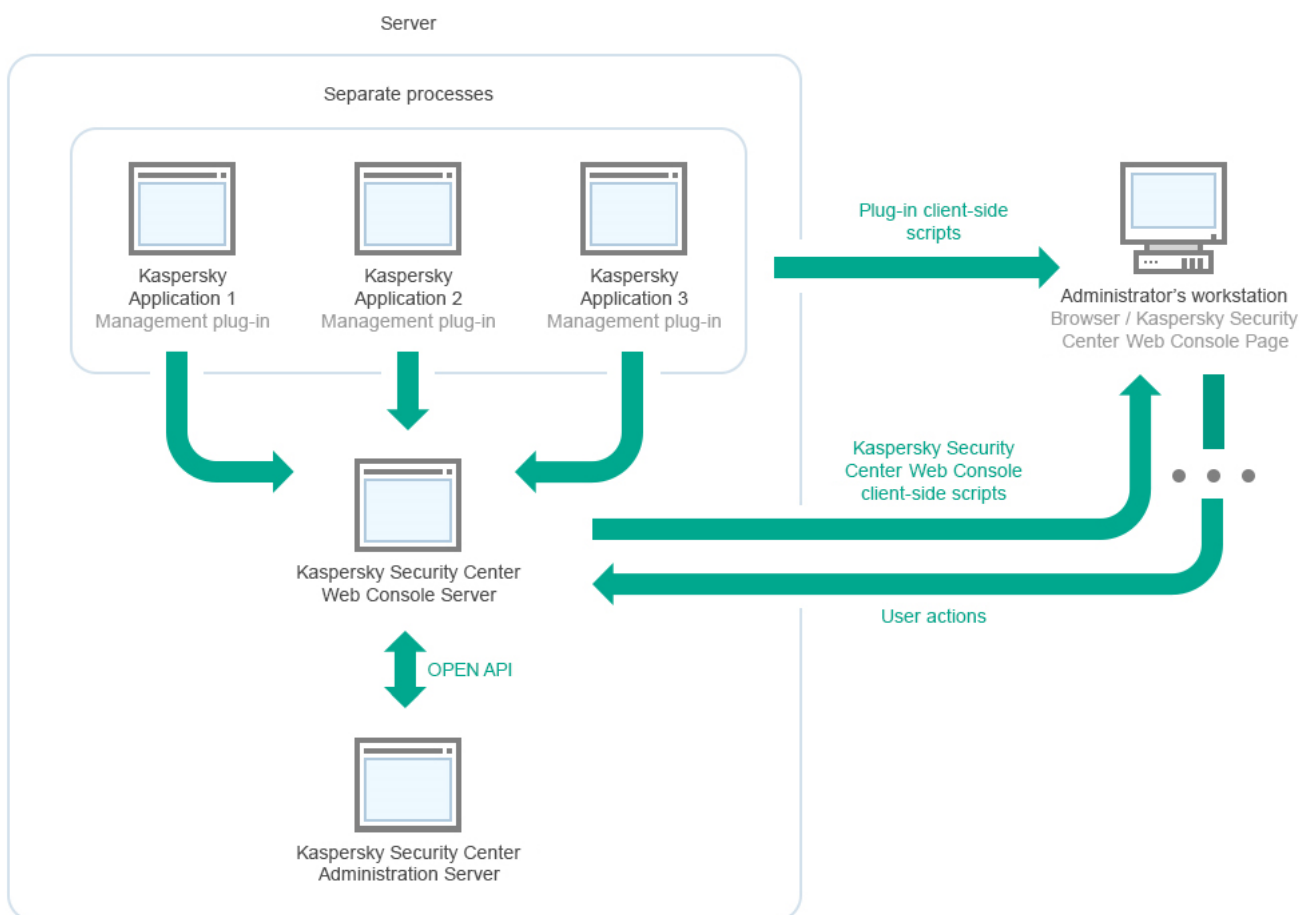 Server
Separate processes
Kaspersky
Application 1
Management plug-in
Kaspersky
Application 2
Management plug-in
Kaspersky
Application 3
Management plug-in
Plug-in client-side
scripts
Administrator's workstation
Browser / Kaspersky Security
Center Web Console Page
Kaspersky Security
Center Web Console
client-side scripts
Kaspersky Security Center
Web Console Server
User actions
OPEN API
Kaspersky Security Center
Administration Server